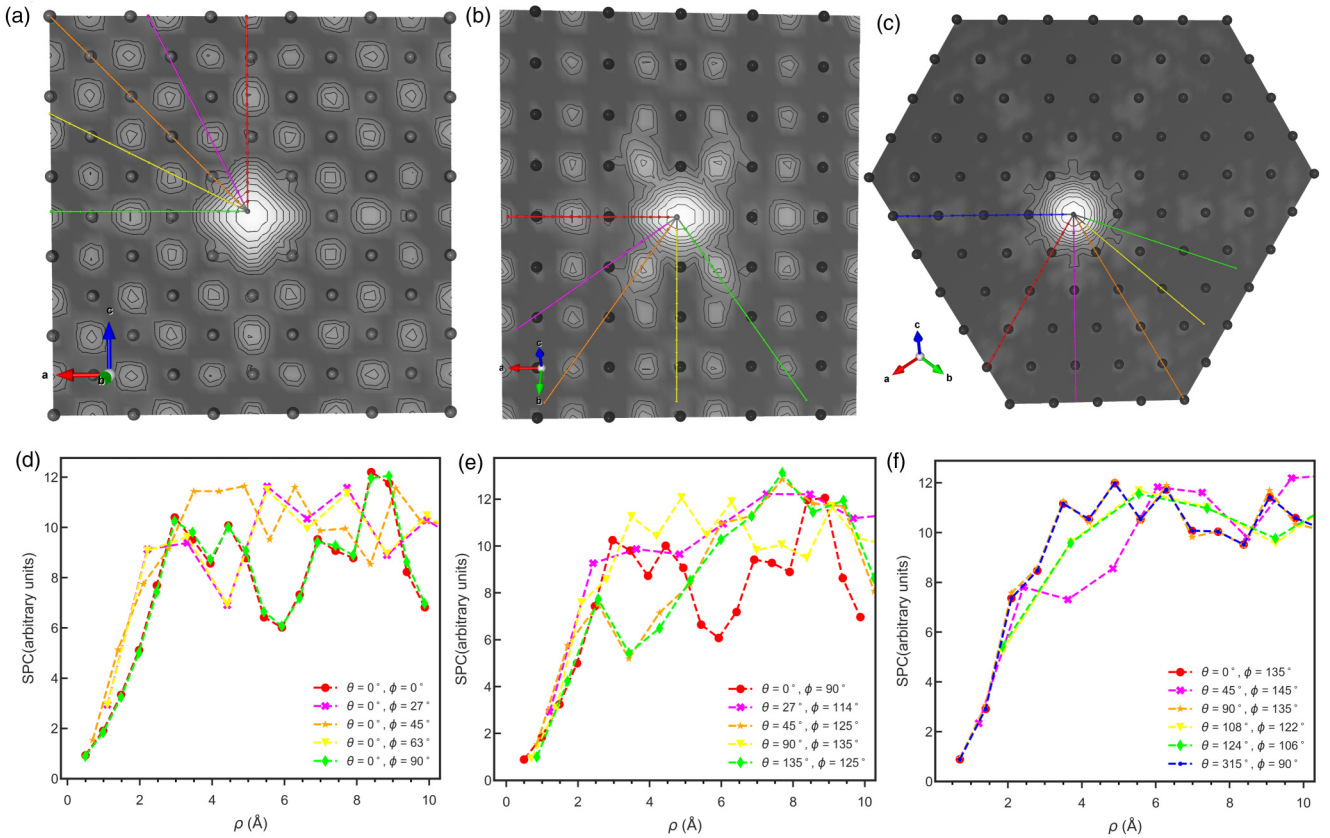 (a)
c
a
b
(b)
c
a
b
(c)
c
a
b
(d)
SPC(arbitrary units)
12
10
8
6
4
2
0
θ = 0°, ϕ = 0°
θ = 0°, ϕ = 27°
θ = 0°, ϕ = 45°
θ = 0°, ϕ = 63°
θ = 0°, ϕ = 90°
0 2 4 6 8 10
ρ (Å)
(e)
SPC(arbitrary units)
12
10
8
6
4
2
0
θ = 0°, ϕ = 90°
θ = 27°, ϕ = 114°
θ = 45°, ϕ = 125°
θ = 90°, ϕ = 135°
θ = 135°, ϕ = 125°
0 2 4 6 8 10
ρ (Å)
(f)
SPC(arbitrary units)
12
10
8
6
4
2
0
θ = 0°, ϕ = 135°
θ = 45°, ϕ = 145°
θ = 90°, ϕ = 135°
θ = 108°, ϕ = 122°
θ = 124°, ϕ = 106°
θ = 315°, ϕ = 90°
2 4 6 8 10
ρ (Å)